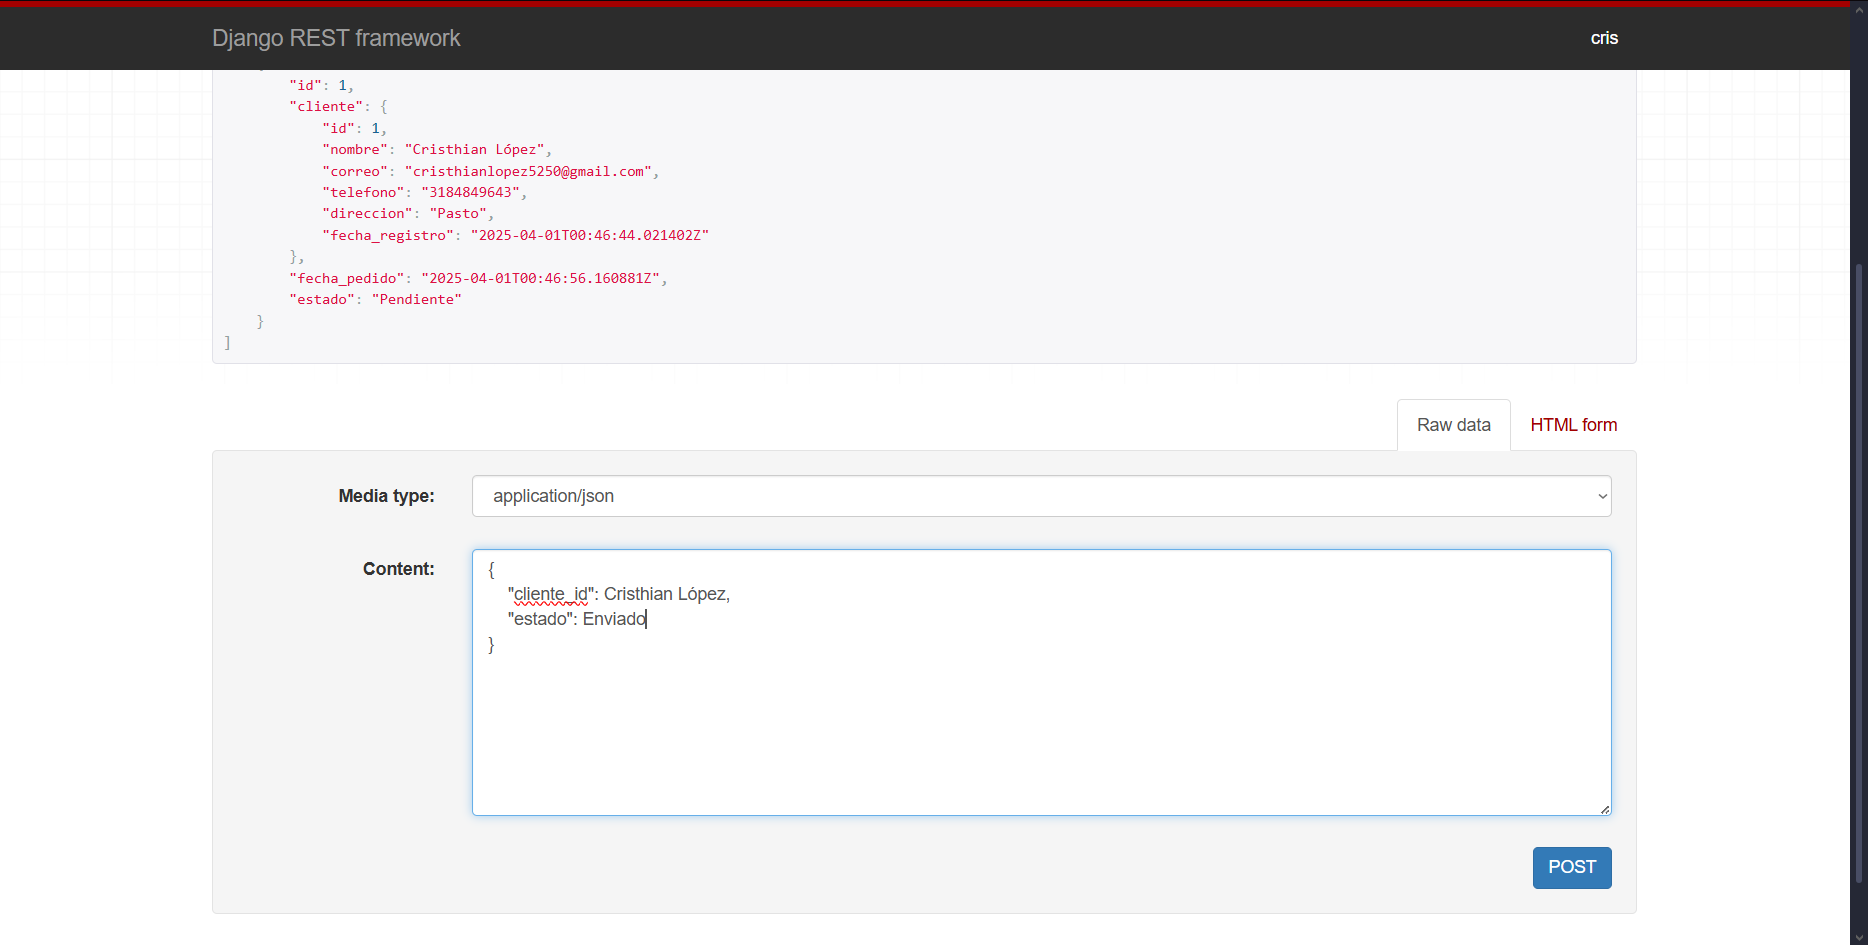 Django REST framework
cris
"id": 1,
"cliente": {
"id": 1,
"nombre": "Cristhian López",
"correo": "cristhianlopez5250@gmail.com",
"telefono": "3184849643",
"direccion": "Pasto",
"fecha_registro": "2025-04-01T00:46:44.021402Z"
},
"fecha_pedido": "2025-04-01T00:46:56.160881Z",
"estado": "Pendiente"
}
]
Raw data
HTML form
Media type:
application/json
Content:
{
"cliente_id": Cristhian López,
"estado": Enviado
}
POST